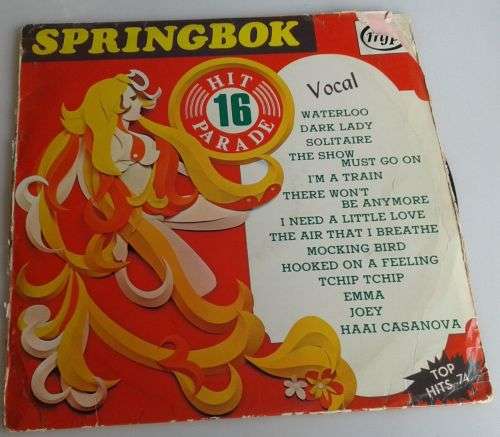 SPRINGBOK
mfp
HIT
16
PARADE
Vocal
WATERLOO
DARK LADY
SOLITAIRE
THE SHOW
MUST GO ON
I'M A TRAIN
THERE WON'T
BE ANYMORE
I NEED A LITTLE LOVE
THE AIR THAT I BREATHE
MOCKING BIRD
HOOKED ON A FEELING
TCHIP TCHIP
EMMA
JOEY
HAAI CASANOVA
TOP
HITS 74